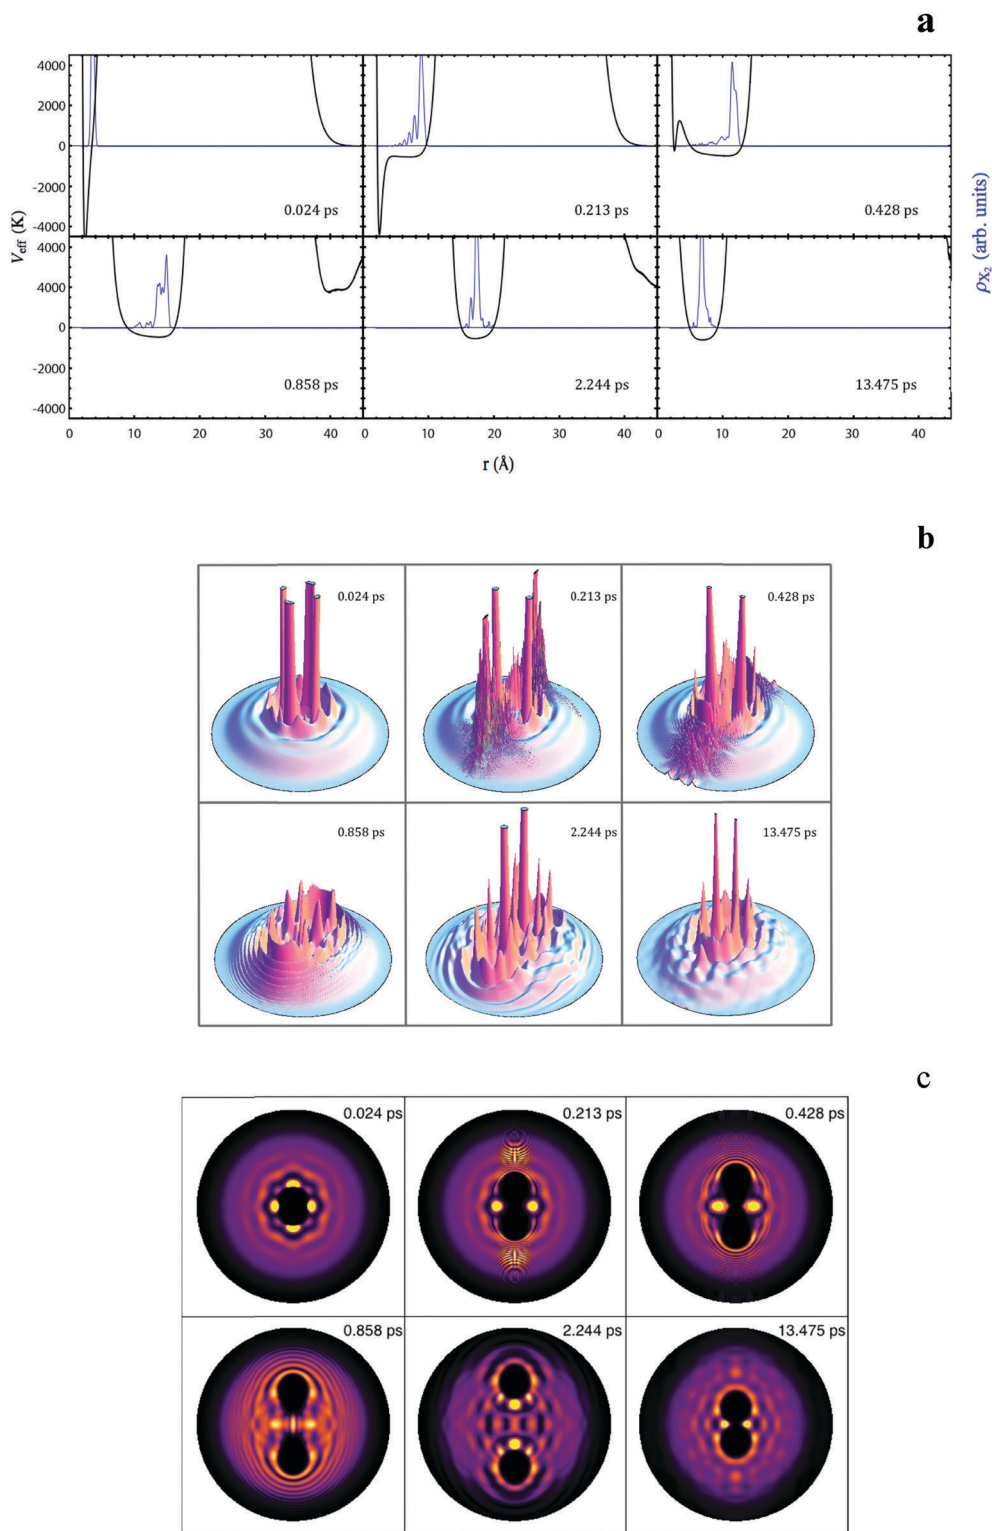 a
4000
2000
0
-2000
-4000
0.024 ps
0.213 ps
0.428 ps
V_eff (K)
ρX₂ (arb. units)
4000
2000
0
-2000
-4000
0.858 ps
2.244 ps
13.475 ps
0 10 20 30 40 0 10 20 30 40 0 10 20 30 40
r (Å)
b
0.024 ps
0.213 ps
0.428 ps
0.858 ps
2.244 ps
13.475 ps
c
0.024 ps
0.213 ps
0.428 ps
0.858 ps
2.244 ps
13.475 ps